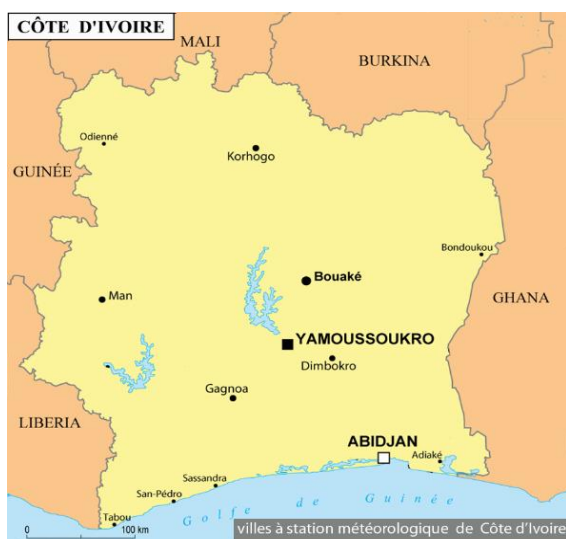 CÔTE D'IVOIRE
MALI
BURKINA
Odienné
Korhogo
GUINÉE
Bondoukou
Bouaké
Man
GHANA
YAMOUSSOUKRO
Dimbokro
Gagnoa
LIBERIA
ABIDJAN
Adiaké
Sassandra
San-Pédro
Tabou
Golfe de Guinée
0 100 km
villes à station météorologique de Côte d'Ivoire